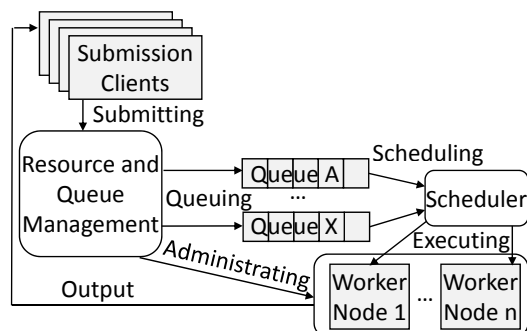 Submission
Clients
Submitting
Resource and
Queue
Management
Queuing
Queue A
...
Queue X
Scheduling
Scheduler
Executing
Administrating
Output
Worker
Node 1
...
Worker
Node n